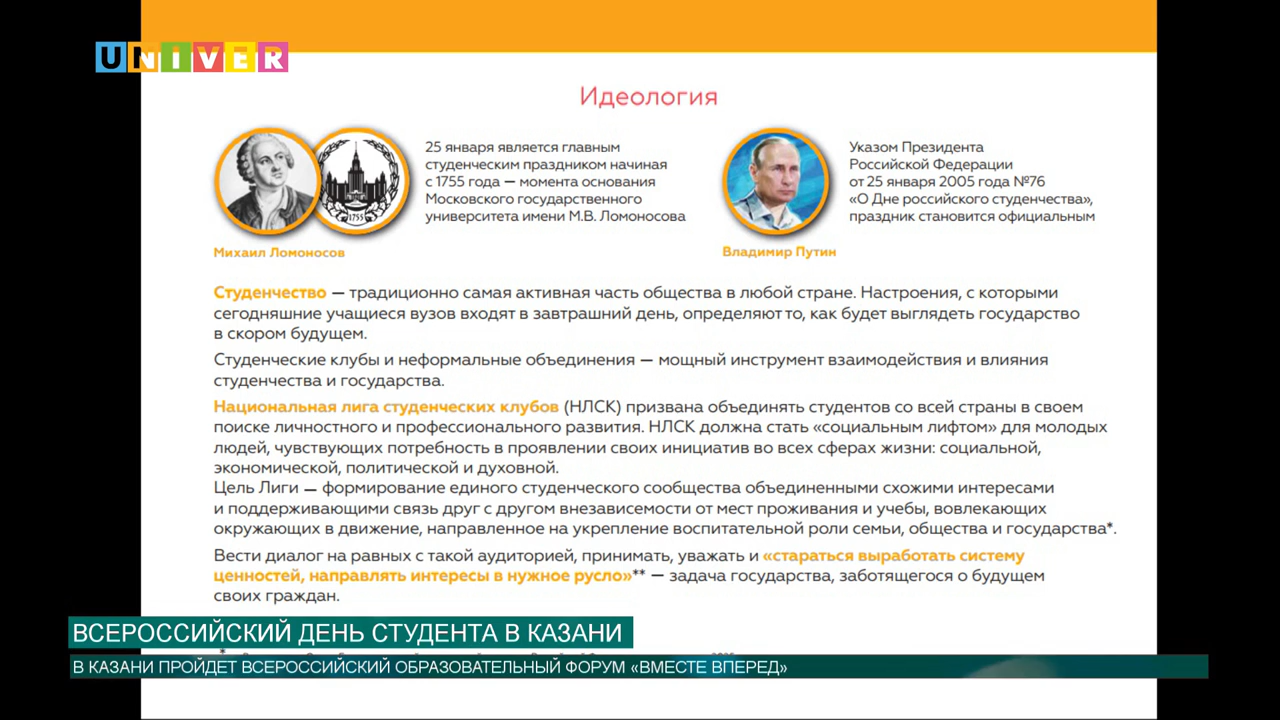 UNIVER
Идеология
25 января является главным
студенческим праздником начиная
с 1755 года — момента основания
Московского государственного
университета имени М.В. Ломоносова
1755
Михаил Ломоносов
Указом Президента
Российской Федерации
от 25 января 2005 года №76
«О Дне российского студенчества»,
праздник становится официальным
Владимир Путин
Студенчество — традиционно самая активная часть общества в любой стране. Настроения, с которыми
сегодняшние учащиеся вузов входят в завтрашний день, определяют то, как будет выглядеть государство
в скором будущем.
Студенческие клубы и неформальные объединения — мощный инструмент взаимодействия и влияния
студенчества и государства.
Национальная лига студенческих клубов (НЛСК) призвана объединять студентов со всей страны в своем
поиске личностного и профессионального развития. НЛСК должна стать «социальным лифтом» для молодых
людей, чувствующих потребность в проявлении своих инициатив во всех сферах жизни: социальной,
экономической, политической и духовной.
Цель Лиги — формирование единого студенческого сообщества объединенными схожими интересами
и поддерживающими связь друг с другом внезависемости от мест проживания и учебы, вовлекающих
окружающих в движение, направленное на укрепление воспитательной роли семьи, общества и государства*.
Вести диалог на равных с такой аудиторией, принимать, уважать и «стараться выработать систему
ценностей, направлять интересы в нужное русло»** — задача государства, заботящегося о будущем
своих граждан.
ВСЕРОССИЙСКИЙ ДЕНЬ СТУДЕНТА В КАЗАНИ
В КАЗАНИ ПРОЙДЕТ ВСЕРОССИЙСКИЙ ОБРАЗОВАТЕЛЬНЫЙ ФОРУМ «ВМЕСТЕ ВПЕРЕД»